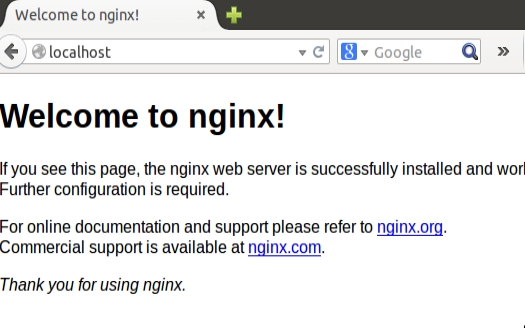 Welcome to nginx!
localhost
Google
Welcome to nginx!
If you see this page, the nginx web server is successfully installed and
Further configuration is required.
For online documentation and support please refer to nginx.org.
Commercial support is available at nginx.com.
Thank you for using nginx.